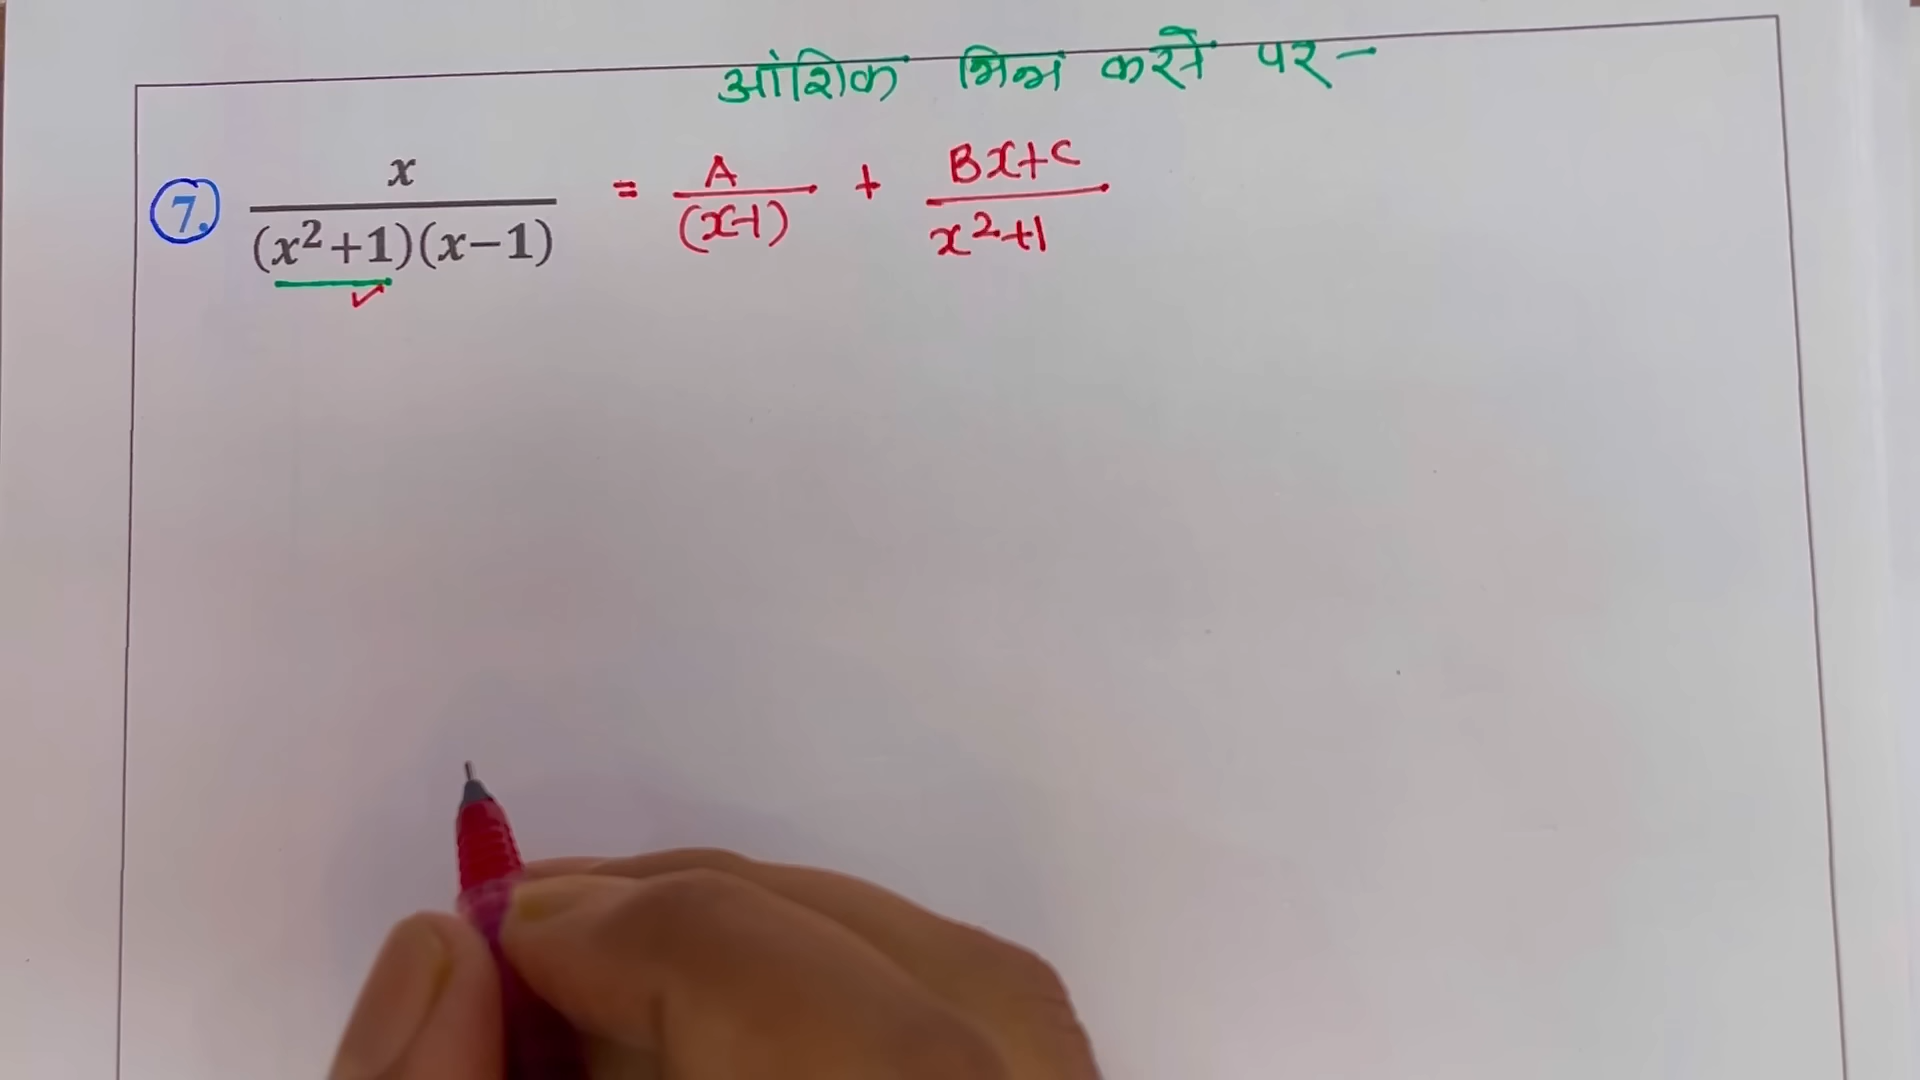 आंशिक भिन्न करने पर-
7. x/((x²+1)(x-1)) = A/(x-1) + (Bx+C)/(x²+1)